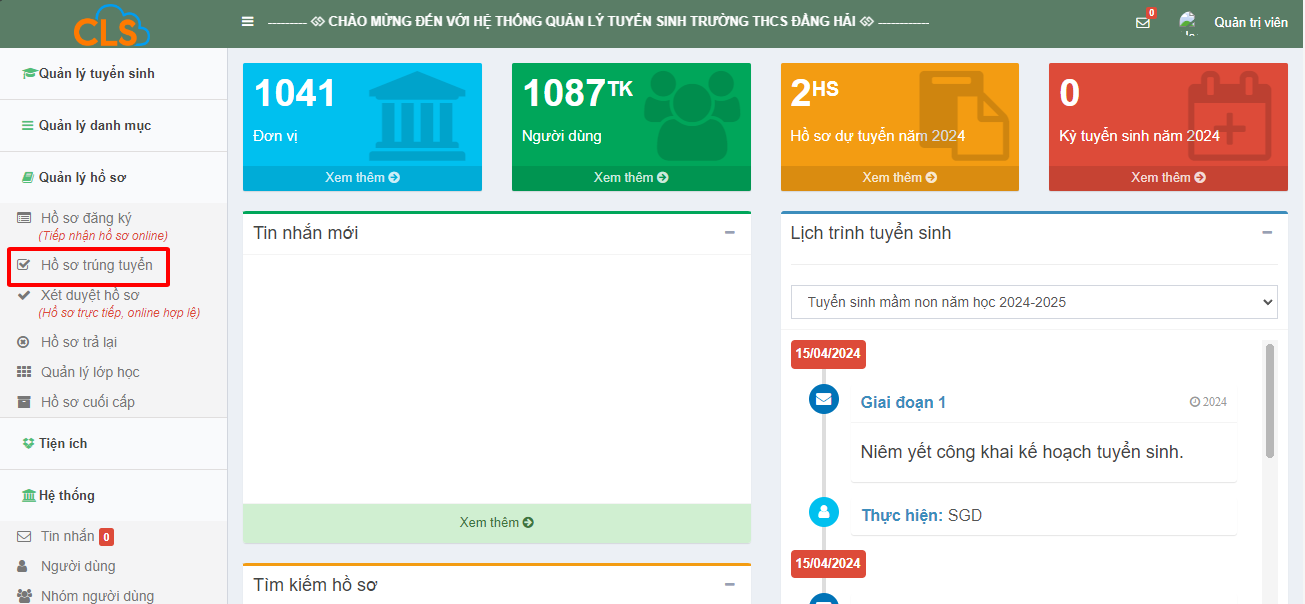 CLS
--------- CHÀO MỪNG ĐẾN VỚI HỆ THỐNG QUẢN LÝ TUYỂN SINH TRƯỜNG THCS ĐẰNG HẢI ------------
0
Quản trị viên
Quản lý tuyển sinh
Quản lý danh mục
Quản lý hồ sơ
Hồ sơ đăng ký
(Tiếp nhận hồ sơ online)
Hồ sơ trúng tuyển
Xét duyệt hồ sơ
(Hồ sơ trực tiếp, online hợp lệ)
Hồ sơ trả lại
Quản lý lớp học
Hồ sơ cuối cấp
Tiện ích
Hệ thống
Tin nhắn 0
Người dùng
Nhóm người dùng
1041
Đơn vị
Xem thêm
1087TK
Người dùng
Xem thêm
2HS
Hồ sơ dự tuyển năm 2024
Xem thêm
0
Kỳ tuyển sinh năm 2024
Xem thêm
Tin nhắn mới
Xem thêm
Tìm kiếm hồ sơ
Lịch trình tuyển sinh
Tuyển sinh mầm non năm học 2024-2025
15/04/2024
Giai đoạn 1
2024
Niêm yết công khai kế hoạch tuyển sinh.
Thực hiện: SGD
15/04/2024